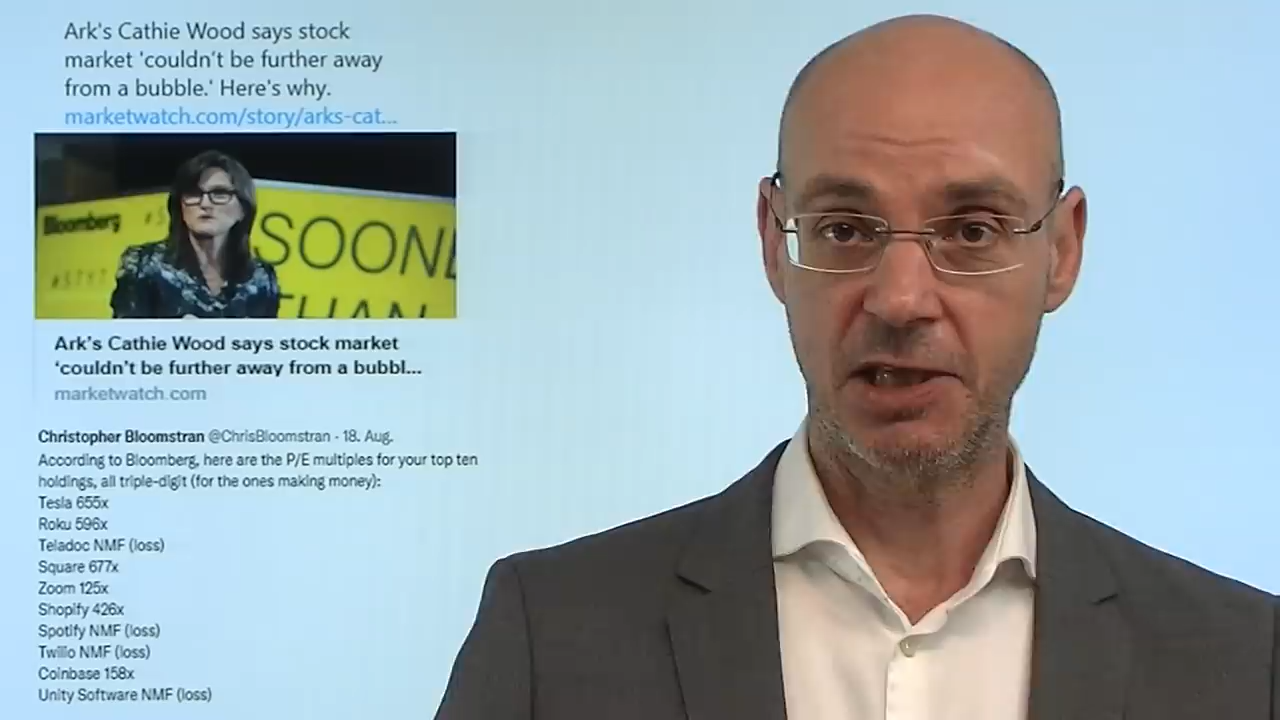 Ark's Cathie Wood says stock
market 'couldn't be further away
from a bubble.' Here's why.
marketwatch.com/story/arks-cat...
Bloomberg
#S
SOONE
#STYT
THAN
Ark's Cathie Wood says stock market
'couldn't be further away from a bubbl...
marketwatch.com
Christopher Bloomstran @ChrisBloomstran · 18. Aug.
According to Bloomberg, here are the P/E multiples for your top ten
holdings, all triple-digit (for the ones making money):
Tesla 655x
Roku 596x
Teladoc NMF (loss)
Square 677x
Zoom 125x
Shopify 426x
Spotify NMF (loss)
Twilio NMF (loss)
Coinbase 158x
Unity Software NMF (loss)